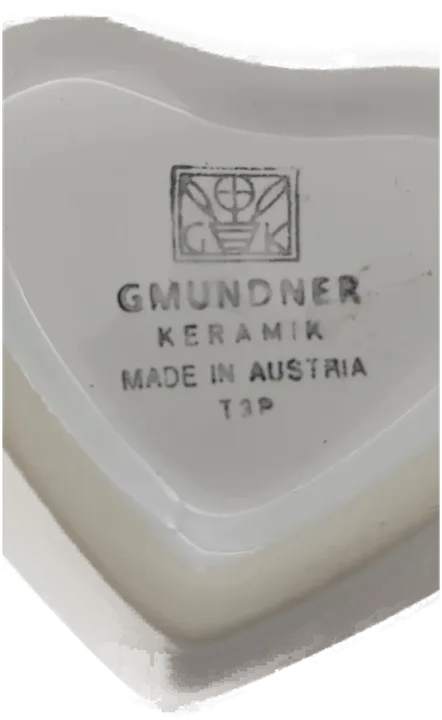 G K
GMUNDNER
KERAMIK
MADE IN AUSTRIA
T3P